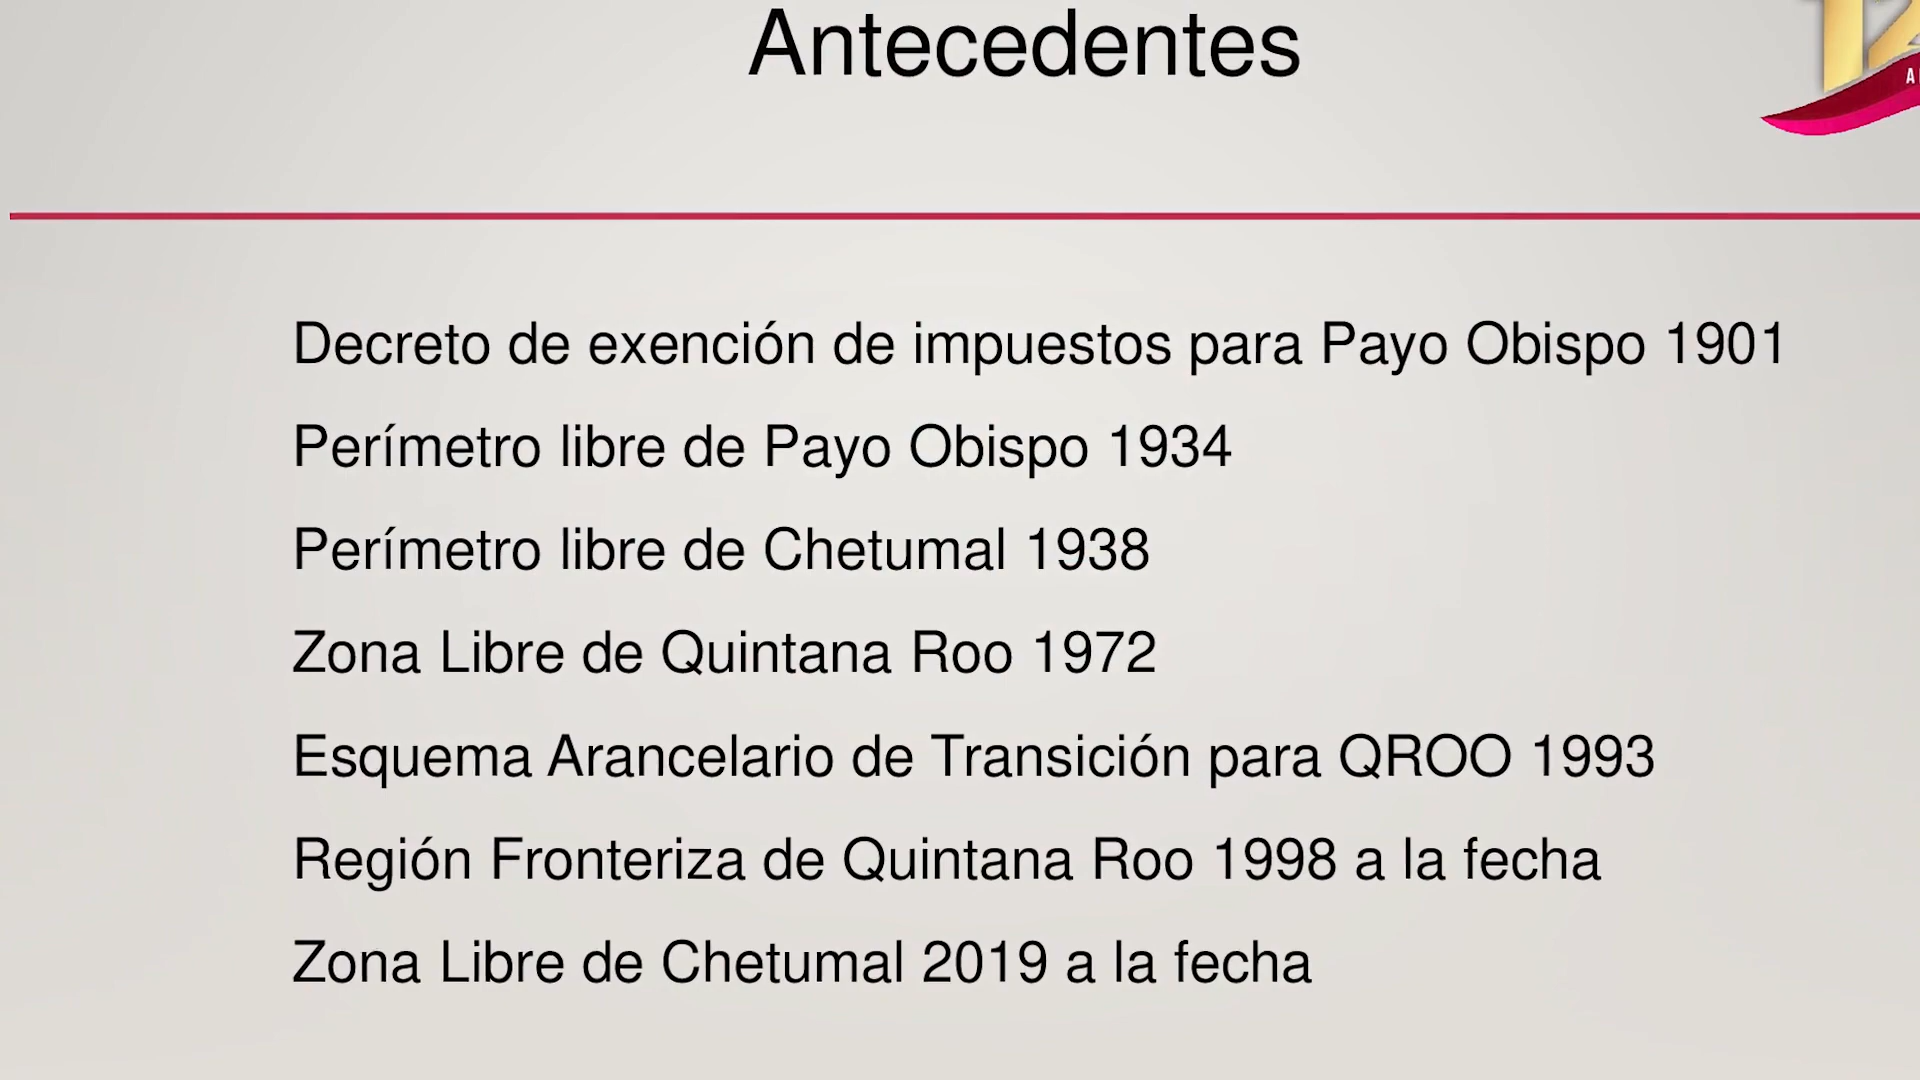 Antecedentes
Decreto de exención de impuestos para Payo Obispo 1901
Perímetro libre de Payo Obispo 1934
Perímetro libre de Chetumal 1938
Zona Libre de Quintana Roo 1972
Esquema Arancelario de Transición para QROO 1993
Región Fronteriza de Quintana Roo 1998 a la fecha
Zona Libre de Chetumal 2019 a la fecha